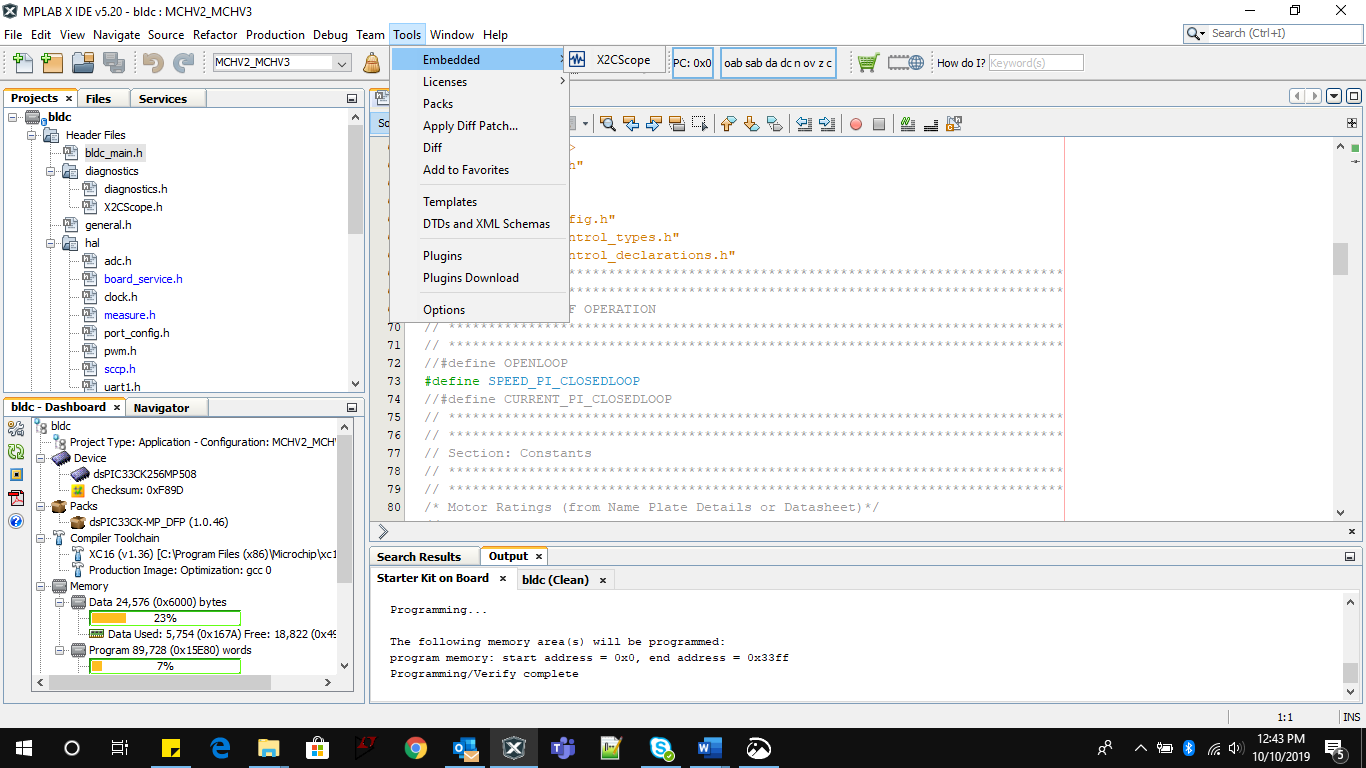 MPLAB X IDE v5.20 - bldc : MCHV2_MCHV3
File Edit View Navigate Source Refactor Production Debug Team Tools Window Help
Search (Ctrl+I)
MCHV2_MCHV3
PC: 0x0
oab sab da dc n ov z c
How do I?
Keyword(s)
Embedded
X2CScope
Licenses
Packs
Apply Diff Patch...
Diff
Add to Favorites
Templates
DTDs and XML Schemas
Plugins
Plugins Download
Options
Projects
Files
Services
bldc
Header Files
bldc_main.h
diagnostics
diagnostics.h
X2CScope.h
general.h
hal
adc.h
board_service.h
clock.h
measure.h
port_config.h
pwm.h
sccp.h
uart1.h
>
h"
fig.h"
ntrol_types.h"
ntrol_declarations.h"
******************************************************************************
******************************************************************************
F OPERATION
70 // ******************************************************************************
71 // ******************************************************************************
72 //#define OPENLOOP
73 #define SPEED_PI_CLOSEDLOOP
74 //#define CURRENT_PI_CLOSEDLOOP
75 // ******************************************************************************
76 // ******************************************************************************
77 // Section: Constants
78 // ******************************************************************************
79 // ******************************************************************************
80 /* Motor Ratings (from Name Plate Details or Datasheet)*/
bldc - Dashboard
Navigator
bldc
Project Type: Application - Configuration: MCHV2_MCH
Device
dsPIC33CK256MP508
Checksum: 0xF89D
Packs
dsPIC33CK-MP_DFP (1.0.46)
Compiler Toolchain
XC16 (v1.36) [C:\Program Files (x86)\Microchip\xc1
Production Image: Optimization: gcc 0
Memory
Data 24,576 (0x6000) bytes
23%
Data Used: 5,754 (0x167A) Free: 18,822 (0x49
Program 89,728 (0x15E80) words
7%
Search Results
Output
Starter Kit on Board
bldc (Clean)
Programming...
The following memory area(s) will be programmed:
program memory: start address = 0x0, end address = 0x33ff
Programming/Verify complete
1:1
INS
12:43 PM
10/10/2019
5